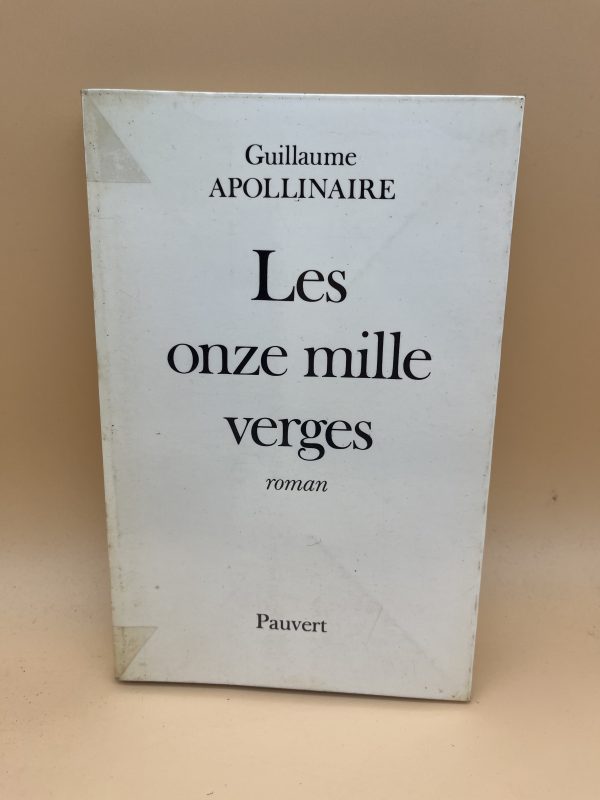 Guillaume
APOLLINAIRE
Les
onze mille
verges
roman
Pauvert